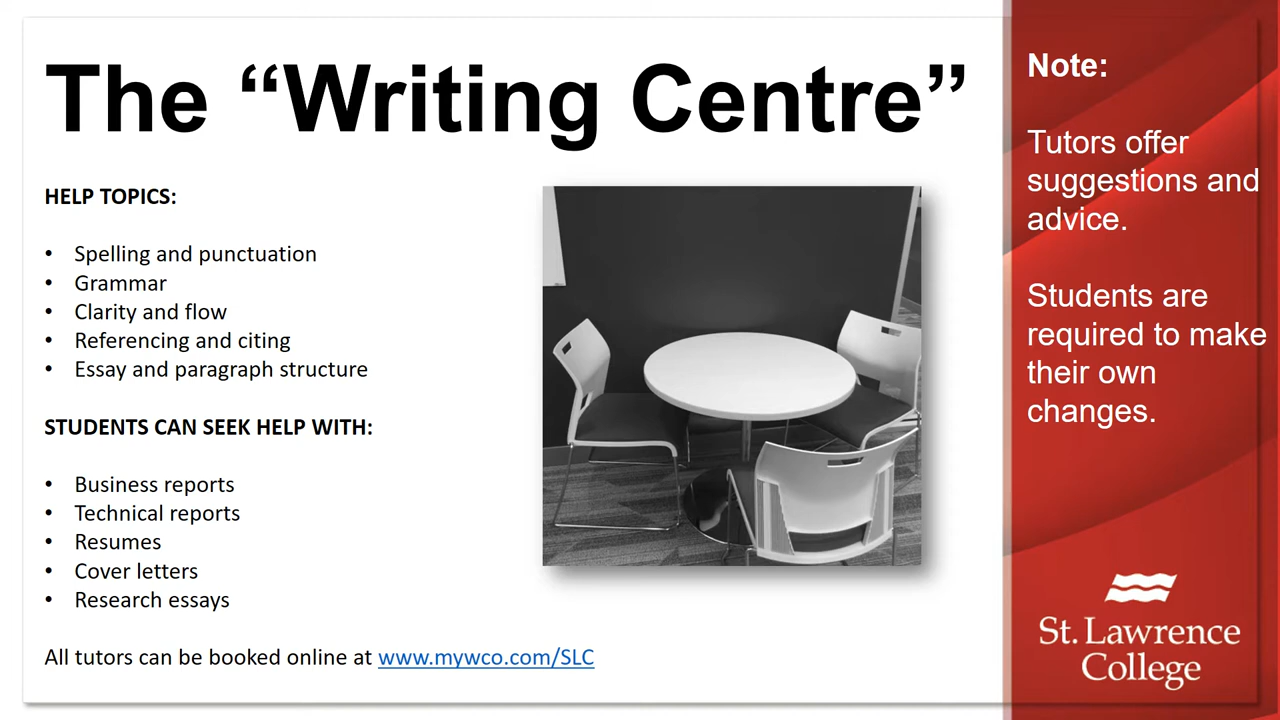 The “Writing Centre”
HELP TOPICS:
• Spelling and punctuation
• Grammar
• Clarity and flow
• Referencing and citing
• Essay and paragraph structure
STUDENTS CAN SEEK HELP WITH:
• Business reports
• Technical reports
• Resumes
• Cover letters
• Research essays
All tutors can be booked online at www.mywco.com/SLC
Note:
Tutors offer
suggestions and
advice.
Students are
required to make
their own
changes.
St. Lawrence
College